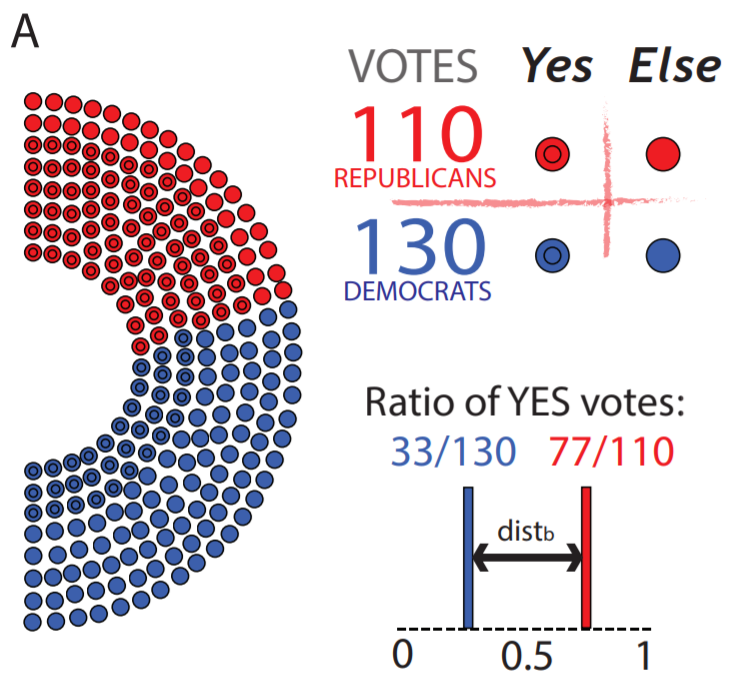 A
VOTES Yes Else
110
REPUBLICANS
130
DEMOCRATS
Ratio of YES votes:
33/130 77/110
distb
0 0.5 1